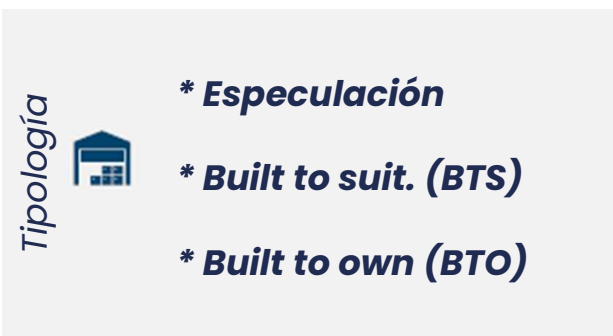 Tipología
* Especulación
* Built to suit. (BTS)
* Built to own (BTO)